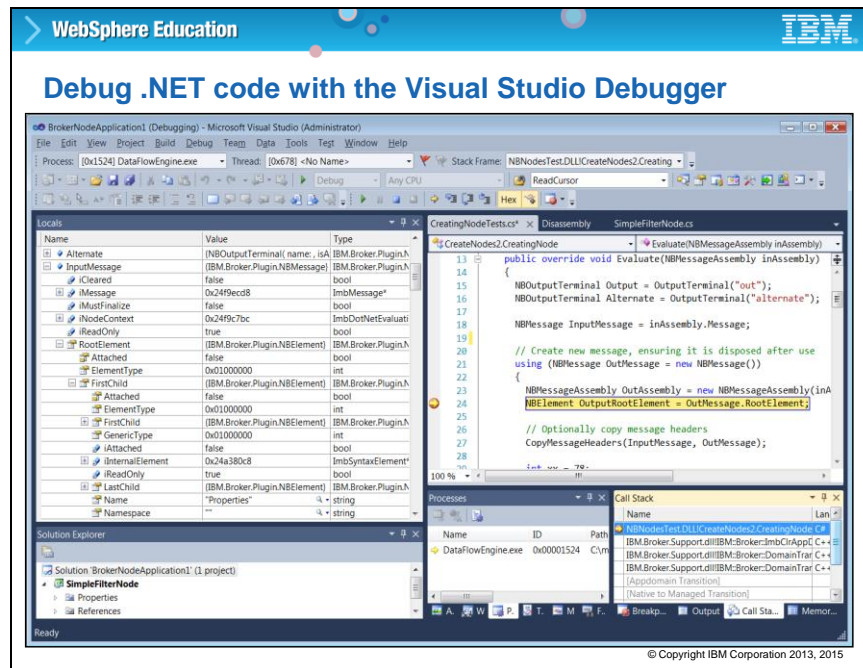 WebSphere Education
IBM
Debug .NET code with the Visual Studio Debugger
BrokerNodeApplication1 (Debugging) - Microsoft Visual Studio (Administrator)
File Edit View Project Build Debug Team Data Tools Test Window Help
Process: [0x1524] DataFlowEngine.exe Thread: [0x678] <No Name> Stack Frame: NBNodesTest.DLL!CreateNodes2.Creating
Debug Any CPU ReadCursor
Hex
Locals
Name Value Type
Alternate {NBOutputTerminal( name: , isA IBM.Broker.Plugin.N
InputMessage {IBM.Broker.Plugin.NBMessage} IBM.Broker.Plugin.N
iCleared false bool
iMessage 0x24f9ecd8 ImbMessage*
iMustFinalize false bool
iNodeContext 0x24f9c7bc ImbDotNetEvaluati
iReadOnly true bool
RootElement {IBM.Broker.Plugin.NBElement} IBM.Broker.Plugin.N
Attached false bool
ElementType 0x01000000 int
FirstChild {IBM.Broker.Plugin.NBElement} IBM.Broker.Plugin.N
Attached false bool
ElementType 0x01000000 int
FirstChild {IBM.Broker.Plugin.NBElement} IBM.Broker.Plugin.N
GenericType 0x01000000 int
iAttached false bool
iInternalElement 0x24a380c8 ImbSyntaxElement*
iReadOnly true bool
LastChild {IBM.Broker.Plugin.NBElement} IBM.Broker.Plugin.N
Name "Properties" string
Namespace "" string
Solution Explorer
Solution 'BrokerNodeApplication1' (1 project)
SimpleFilterNode
Properties
References
CreatingNodeTests.cs* Disassembly SimpleFilterNode.cs
CreateNodes2.CreatingNode Evaluate(NBMessageAssembly inAssembly)
13 public override void Evaluate(NBMessageAssembly inAssembly)
14 {
15 NBOutputTerminal Output = OutputTerminal("out");
16 NBOutputTerminal Alternate = OutputTerminal("alternate");
17
18 NBMessage InputMessage = inAssembly.Message;
19
20 // Create new message, ensuring it is disposed after use
21 using (NBMessage OutMessage = new NBMessage())
22 {
23 NBMessageAssembly OutAssembly = new NBMessageAssembly(inA
24 NBElement OutputRootElement = OutMessage.RootElement;
25
26 // Optionally copy message headers
27 CopyMessageHeaders(InputMessage, OutMessage);
28
int xx = 78;
100 %
Processes
Name ID Path
DataFlowEngine.exe 0x00001524 C:\m
Call Stack
Name Lan
NBNodesTest.DLL!CreateNodes2.CreatingNode C#
IBM.Broker.Support.dll!IBM::Broker::ImbClrAppD C++
IBM.Broker.Support.dll!IBM::Broker::DomainTrar C++
IBM.Broker.Support.dll!IBM::Broker::DomainTrar C++
[Appdomain Transition]
[Native to Managed Transition]
A. W P. S T. M F.. Breakp... Output Call Sta... Memor...
Ready
© Copyright IBM Corporation 2013, 2015